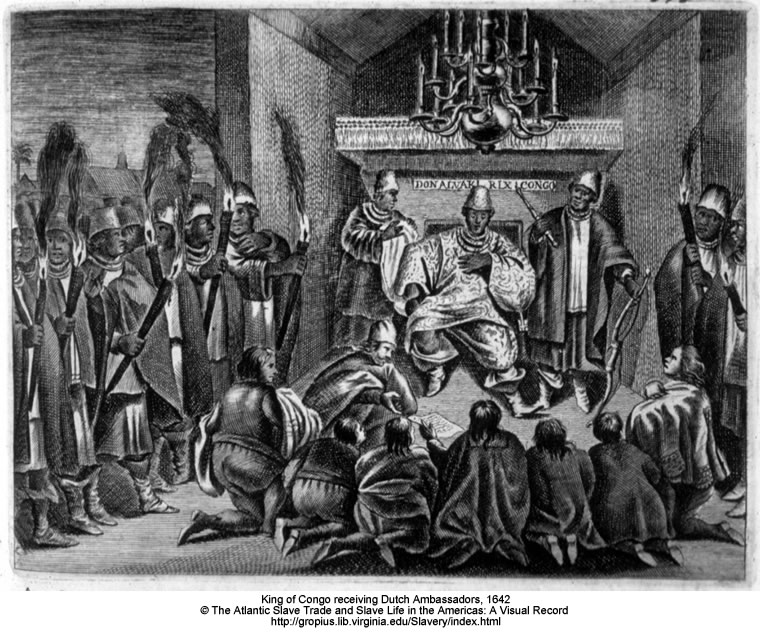 DON ALVARE REX CONGO
King of Congo receiving Dutch Ambassadors, 1642
© The Atlantic Slave Trade and Slave Life in the Americas: A Visual Record
http://gropius.lib.virginia.edu/Slavery/index.html